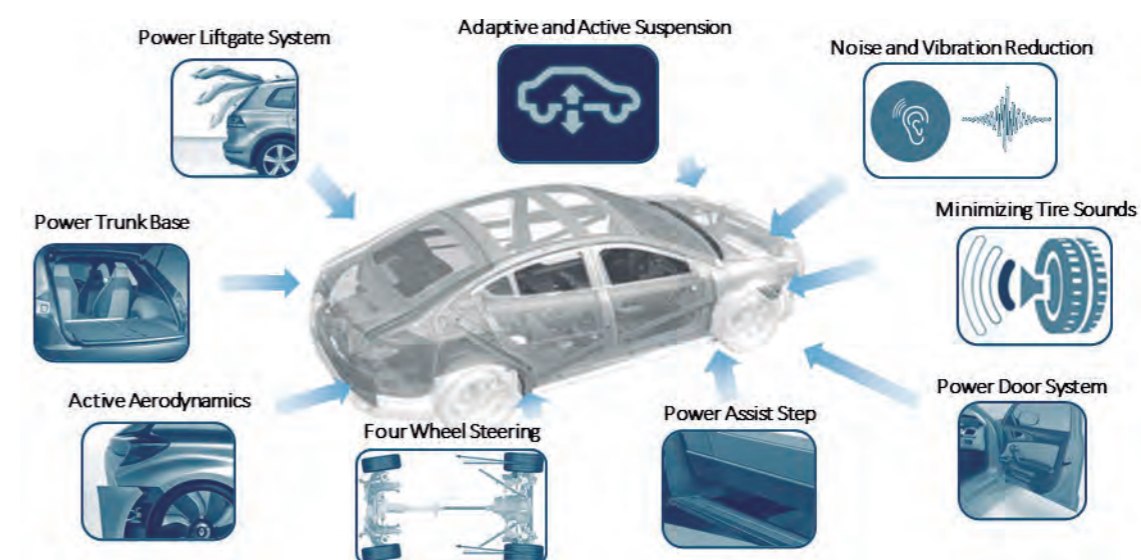 Power Liftgate System
Adaptive and Active Suspension
Noise and Vibration Reduction
Power Trunk Base
Minimizing Tire Sounds
Active Aerodynamics
Four Wheel Steering
Power Assist Step
Power Door System